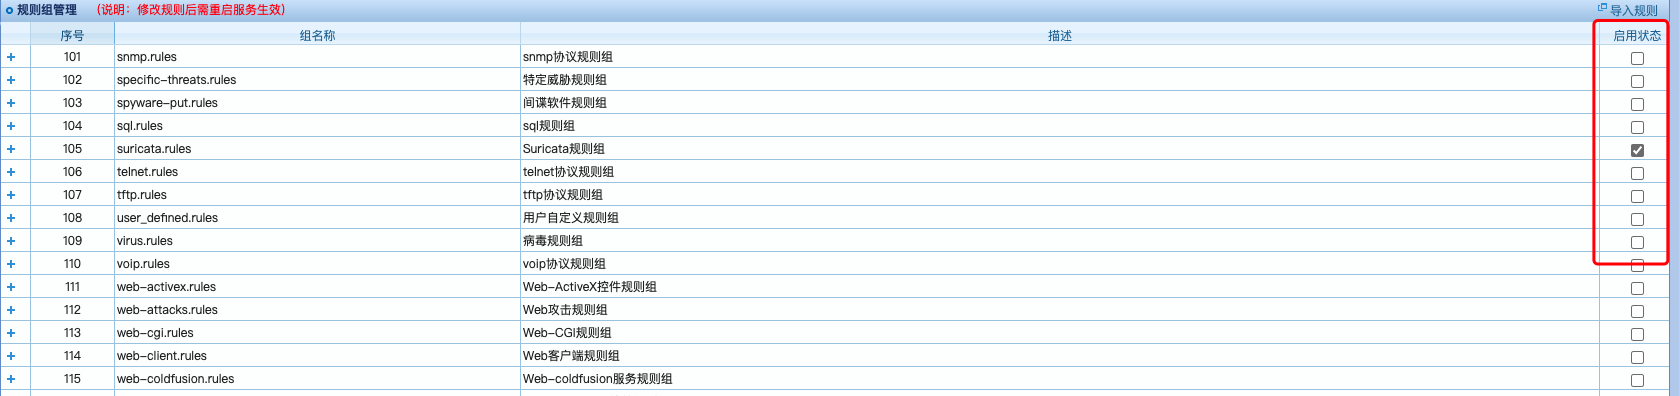 规则组管理 (说明：修改规则后需重启服务生效) 导入规则
序号 组名称 描述 启用状态
101 snmp.rules snmp协议规则组
102 specific-threats.rules 特定威胁规则组
103 spyware-put.rules 间谍软件规则组
104 sql.rules sql规则组
105 suricata.rules Suricata规则组
106 telnet.rules telnet协议规则组
107 tftp.rules tftp协议规则组
108 user_defined.rules 用户自定义规则组
109 virus.rules 病毒规则组
110 voip.rules voip协议规则组
111 web-activex.rules Web-ActiveX控件规则组
112 web-attacks.rules Web攻击规则组
113 web-cgi.rules Web-CGI规则组
114 web-client.rules Web客户端规则组
115 web-coldfusion.rules Web-coldfusion服务规则组